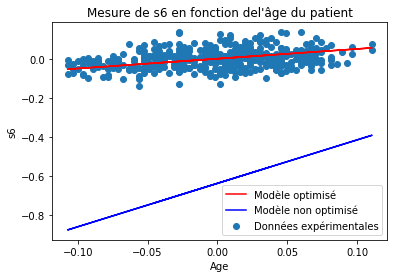 Mesure de s6 en fonction del'âge du patient
s6
0.0
−0.2
−0.4
−0.6
−0.8
−0.10
−0.05
0.00
0.05
0.10
Age
Modèle optimisé
Modèle non optimisé
Données expérimentales